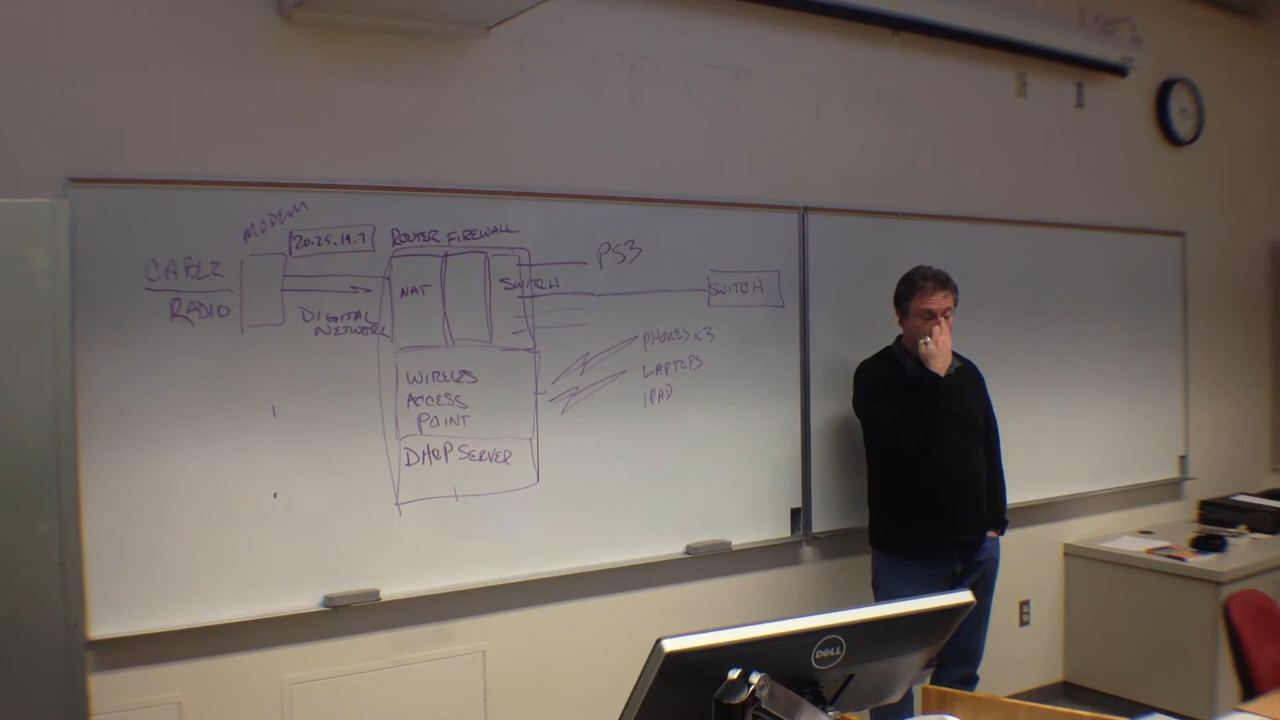 MODEM
20.25.19.7
ROUTER FIREWALL
CABLE
RADIO
DIGITAL
NETWORK
NAT
SWITCH
PS3
SWITCH
PHONES x3
LAPTOPS
IPAD
WIRELES
ACCESS
POINT
DHCP SERVER
DELL